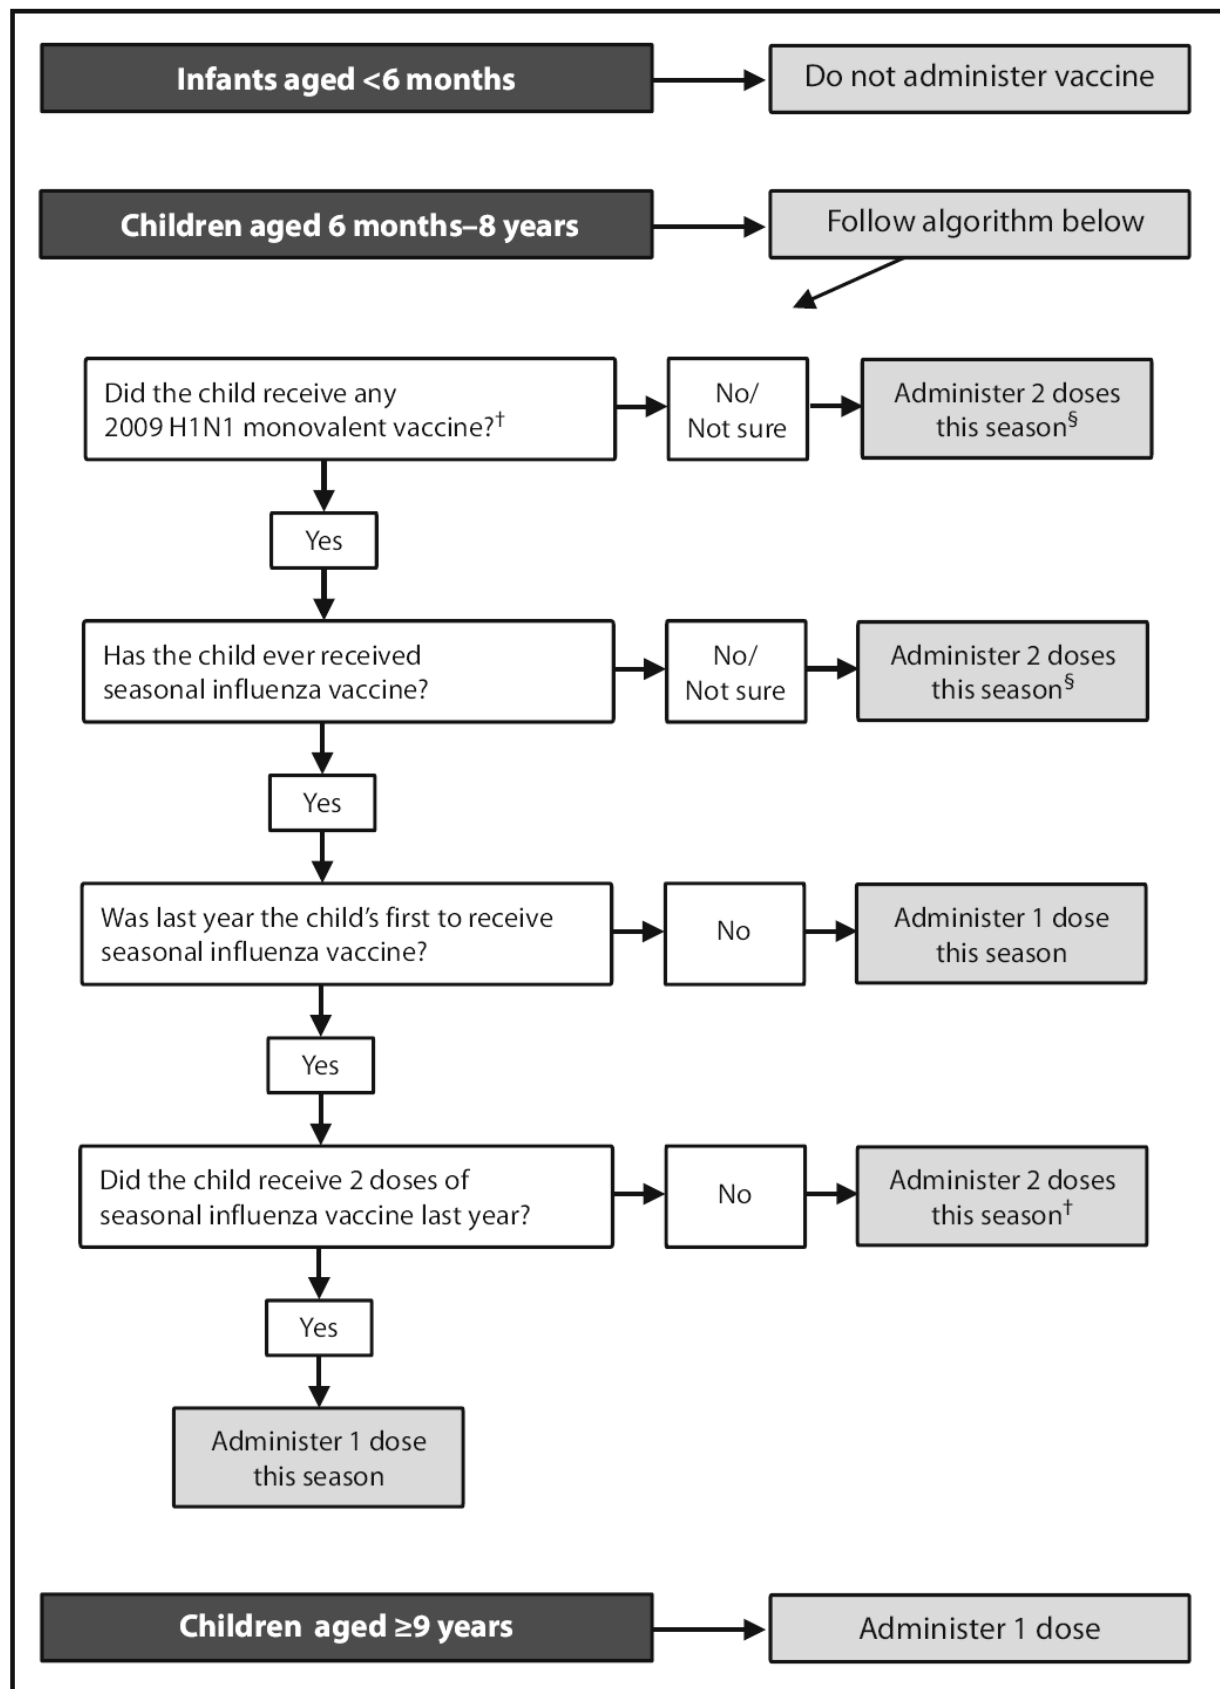 Infants aged <6 months
Do not administer vaccine
Children aged 6 months–8 years
Follow algorithm below
Did the child receive any
2009 H1N1 monovalent vaccine?†
No/
Not sure
Administer 2 doses
this season§
Yes
Has the child ever received
seasonal influenza vaccine?
No/
Not sure
Administer 2 doses
this season§
Yes
Was last year the child’s first to receive
seasonal influenza vaccine?
No
Administer 1 dose
this season
Yes
Did the child receive 2 doses of
seasonal influenza vaccine last year?
No
Administer 2 doses
this season†
Yes
Administer 1 dose
this season
Children aged ≥9 years
Administer 1 dose